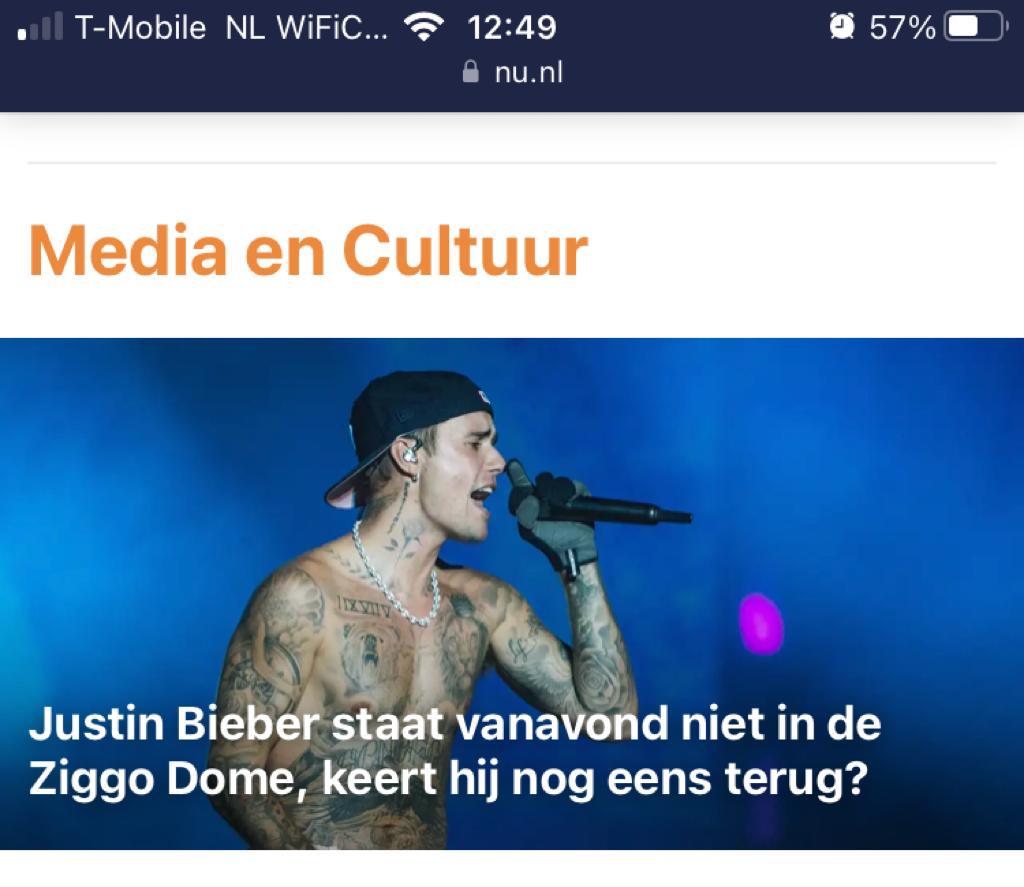 T-Mobile NL WiFiC... 12:49 57%
nu.nl
Media en Cultuur
Justin Bieber staat vanavond niet in de
Ziggo Dome, keert hij nog eens terug?